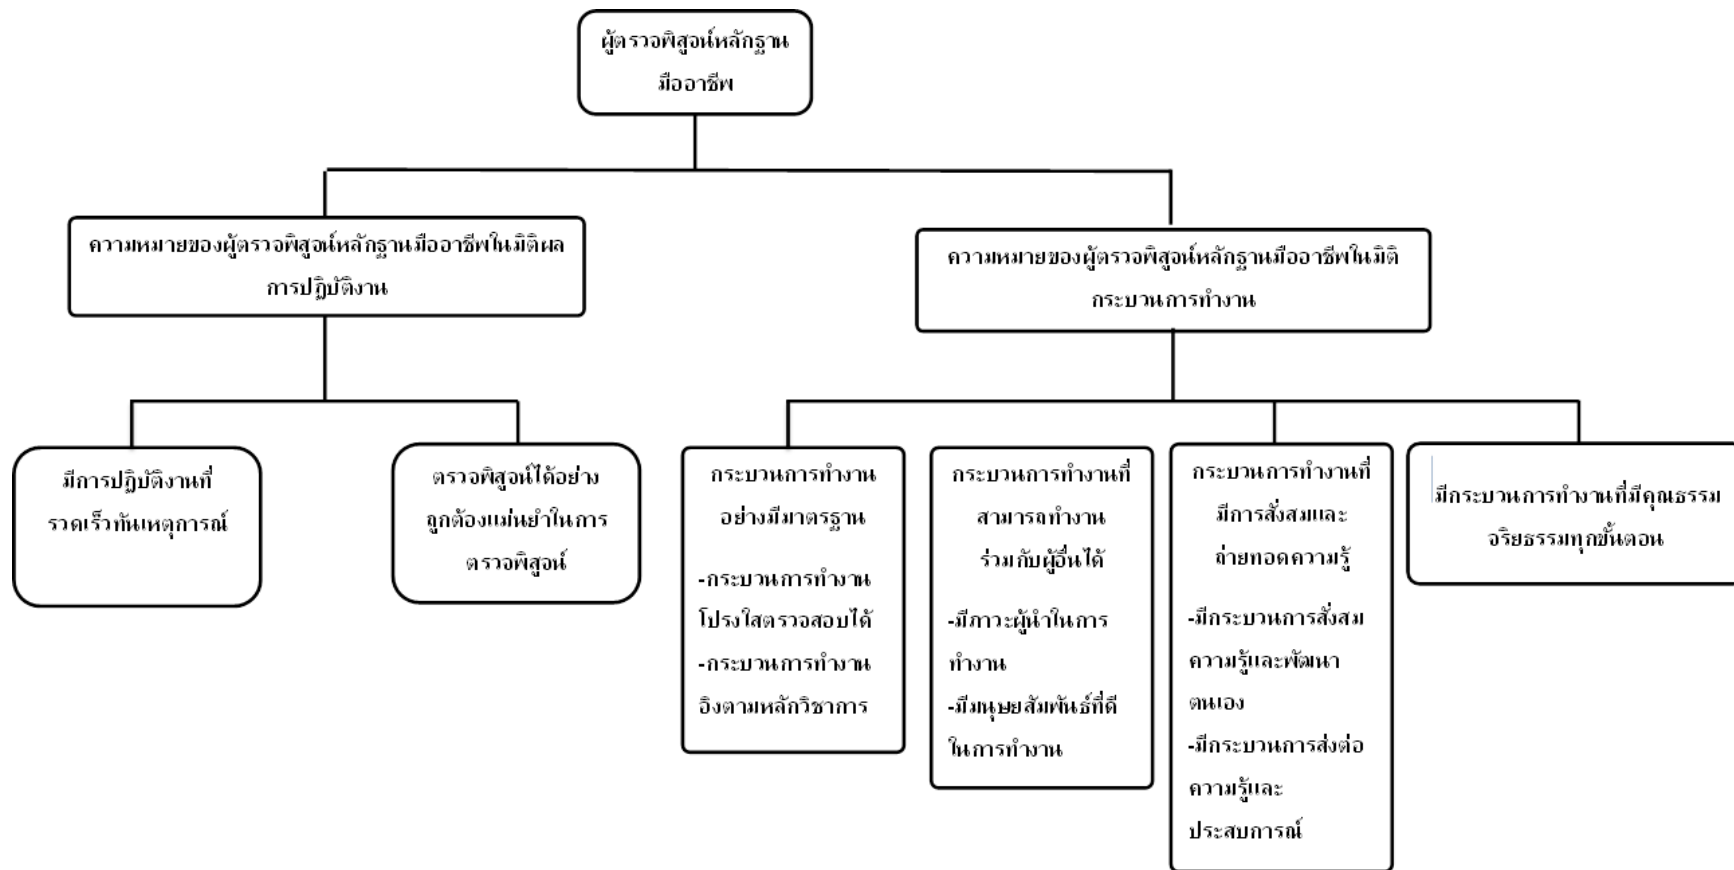 ผู้ตรวจพิสูจน์หลักฐาน
มืออาชีพ
ความหมายของผู้ตรวจพิสูจน์หลักฐานมืออาชีพในมิติผล
การปฏิบัติงาน
ความหมายของผู้ตรวจพิสูจน์หลักฐานมืออาชีพในมิติ
กระบวนการทำงาน
มีการปฏิบัติงานที่
รวดเร็วทันเหตุการณ์
ตรวจพิสูจน์ได้อย่าง
ถูกต้องแม่นยำในการ
ตรวจพิสูจน์
กระบวนการทำงาน
อย่างมีมาตรฐาน
-กระบวนการทำงาน
โปร่งใสตรวจสอบได้
-กระบวนการทำงาน
อิงตามหลักวิชาการ
กระบวนการทำงานที่
สามารถทำงาน
ร่วมกับผู้อื่นได้
-มีภาวะผู้นำในการ
ทำงาน
-มีมนุษยสัมพันธ์ที่ดี
ในการทำงาน
กระบวนการทำงานที่
มีการสั่งสมและ
ถ่ายทอดความรู้
-มีกระบวนการสั่งสม
ความรู้และพัฒนา
ตนเอง
-มีกระบวนการส่งต่อ
ความรู้และ
ประสบการณ์
มีกระบวนการทำงานที่มีคุณธรรม
จริยธรรมทุกขั้นตอน